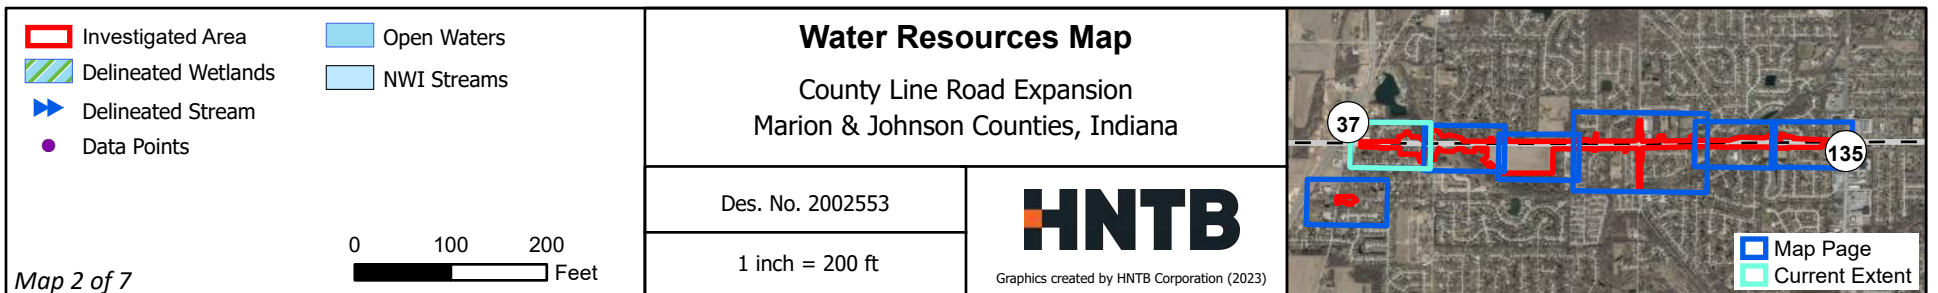 Investigated Area
Delineated Wetlands
Delineated Stream
Data Points
Open Waters
NWI Streams
0 100 200
Feet
Map 2 of 7
Water Resources Map
County Line Road Expansion
Marion & Johnson Counties, Indiana
Des. No. 2002553
1 inch = 200 ft
HNTB
Graphics created by HNTB Corporation (2023)
37
135
Map Page
Current Extent